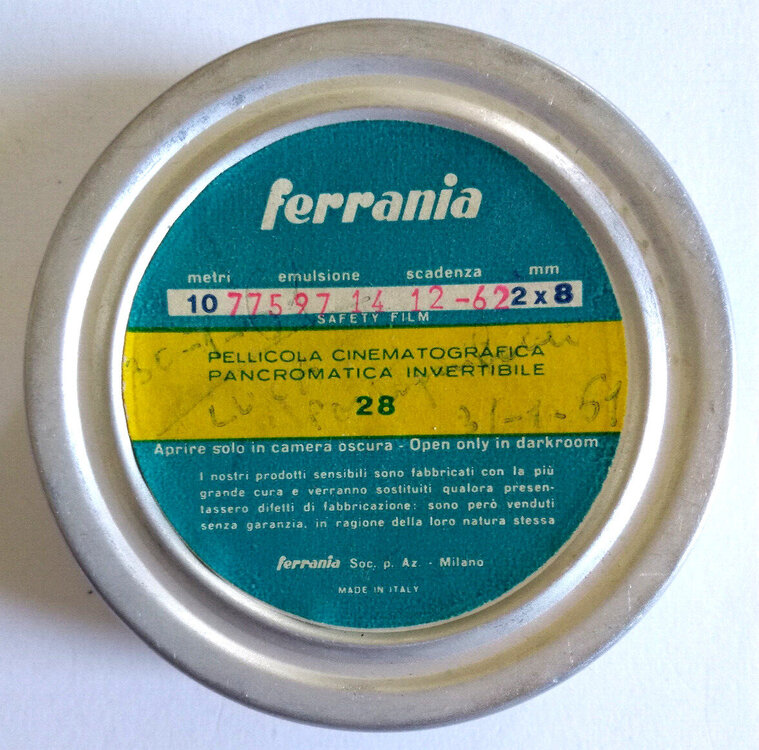 ferrania
metri emulsione scadenza mm
10 77597 14 12-62 2 x 8
SAFETY FILM
PELLICOLA CINEMATOGRAFICA
PANCROMATICA INVERTIBILE
28
31-1-
Aprire solo in camera oscura - Open only in darkroom
I nostri prodotti sensibili sono fabbricati con la più
grande cura e verranno sostituiti qualora presen-
tassero difetti di fabbricazione: sono però venduti
senza garanzia, in ragione della loro natura stessa
ferrania Soc. p. Az. - Milano
MADE IN ITALY